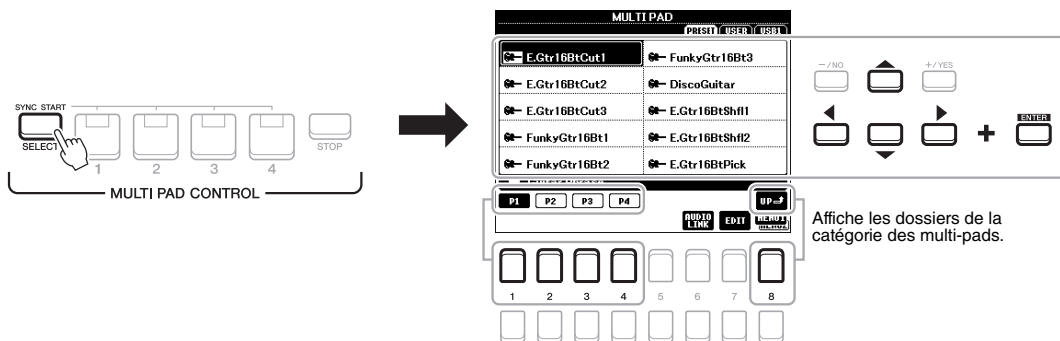 SYNC START
SELECT
1 2 3 4
STOP
MULTI PAD CONTROL
MULTI PAD
PRESET USER USB1
E.Gtr16BtCut1
FunkyGtr16Bt3
E.Gtr16BtCut2
DiscoGuitar
E.Gtr16BtCut3
E.Gtr16BtShfl1
FunkyGtr16Bt1
E.Gtr16BtShfl2
FunkyGtr16Bt2
E.Gtr16BtPick
P1 P2 P3 P4
UP
AUDIO LINK
EDIT
MENU1
MENU2
-/NO
+/YES
ENTER
+
Affiche les dossiers de la
catégorie des multi-pads.
1 2 3 4 5 6 7 8